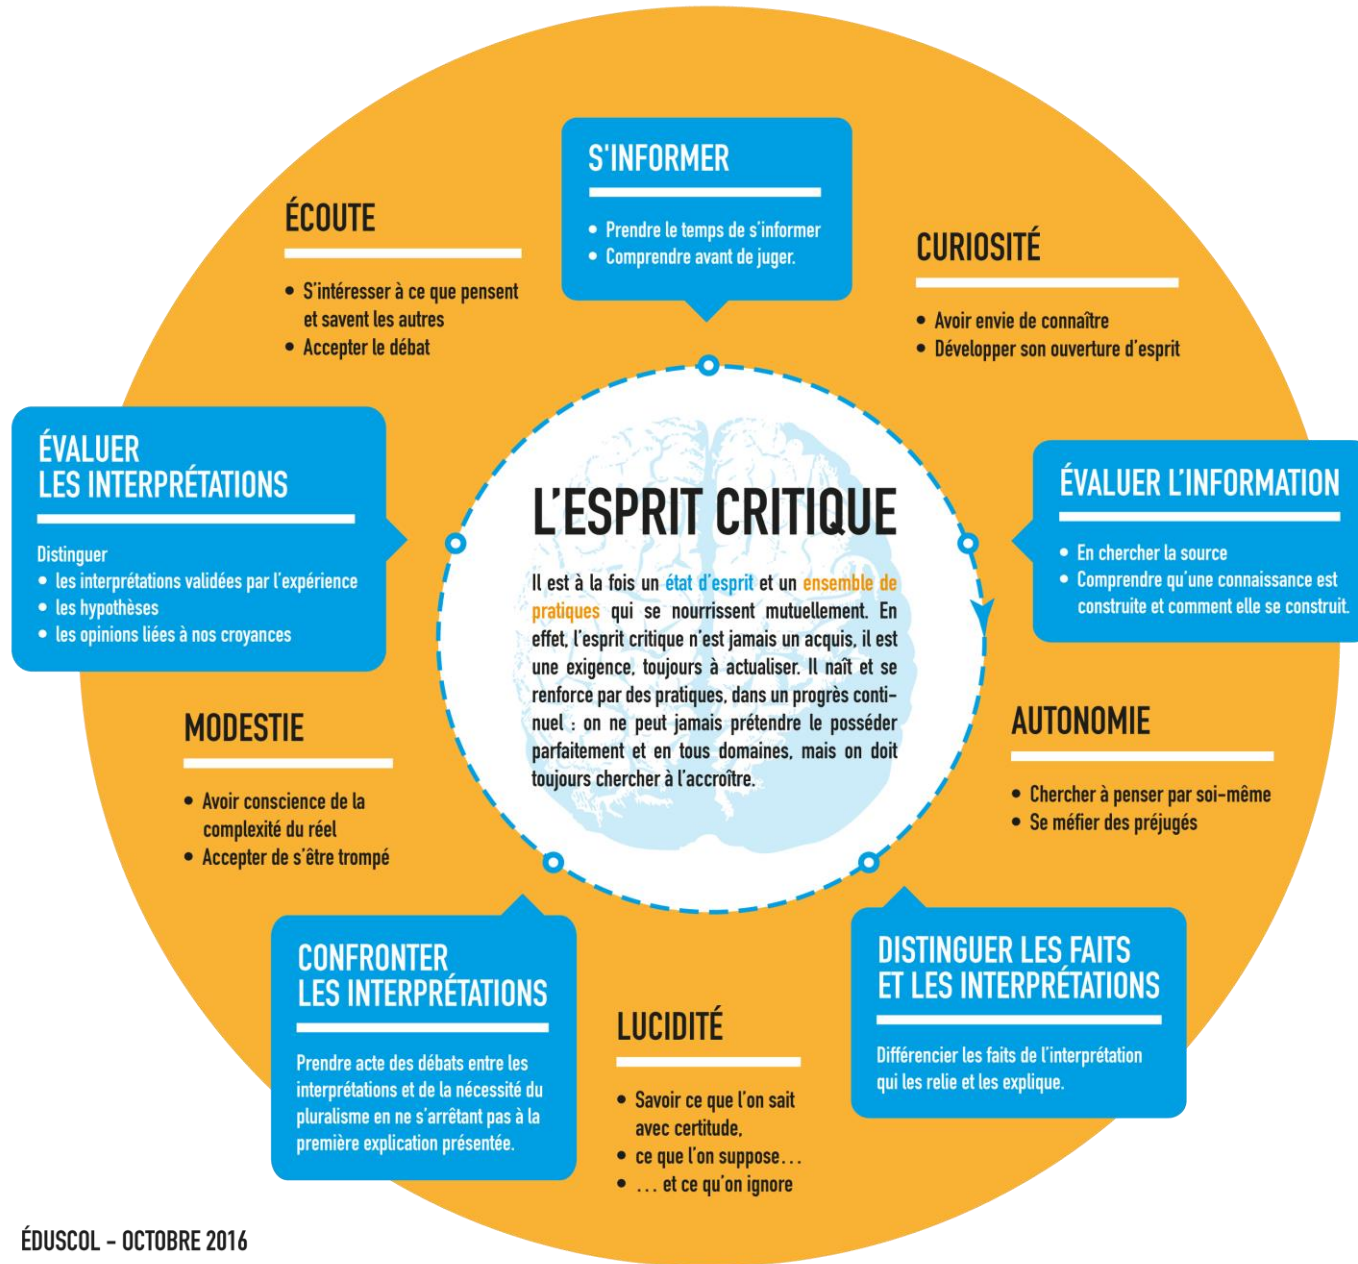 S'INFORMER
• Prendre le temps de s'informer
• Comprendre avant de juger.
CURIOSITÉ
• Avoir envie de connaître
• Développer son ouverture d'esprit
ÉVALUER L'INFORMATION
• En chercher la source
• Comprendre qu'une connaissance est
construite et comment elle se construit.
AUTONOMIE
• Chercher à penser par soi-même
• Se méfier des préjugés
DISTINGUER LES FAITS
ET LES INTERPRÉTATIONS
Différencier les faits de l'interprétation
qui les relie et les explique.
LUCIDITÉ
• Savoir ce que l'on sait
avec certitude,
• ce que l'on suppose...
• ... et ce qu'on ignore
CONFRONTER
LES INTERPRÉTATIONS
Prendre acte des débats entre les
interprétations et de la nécessité du
pluralisme en ne s'arrêtant pas à la
première explication présentée.
MODESTIE
• Avoir conscience de la
complexité du réel
• Accepter de s'être trompé
ÉVALUER
LES INTERPRÉTATIONS
Distinguer
• les interprétations validées par l'expérience
• les hypothèses
• les opinions liées à nos croyances
ÉCOUTE
• S'intéresser à ce que pensent
et savent les autres
• Accepter le débat
L'ESPRIT CRITIQUE
Il est à la fois un état d'esprit et un ensemble de
pratiques qui se nourrissent mutuellement. En
effet, l'esprit critique n'est jamais un acquis, il est
une exigence, toujours à actualiser. Il naît et se
renforce par des pratiques, dans un progrès conti-
nuel : on ne peut jamais prétendre le posséder
parfaitement et en tous domaines, mais on doit
toujours chercher à l'accroître.
ÉDUSCOL - OCTOBRE 2016